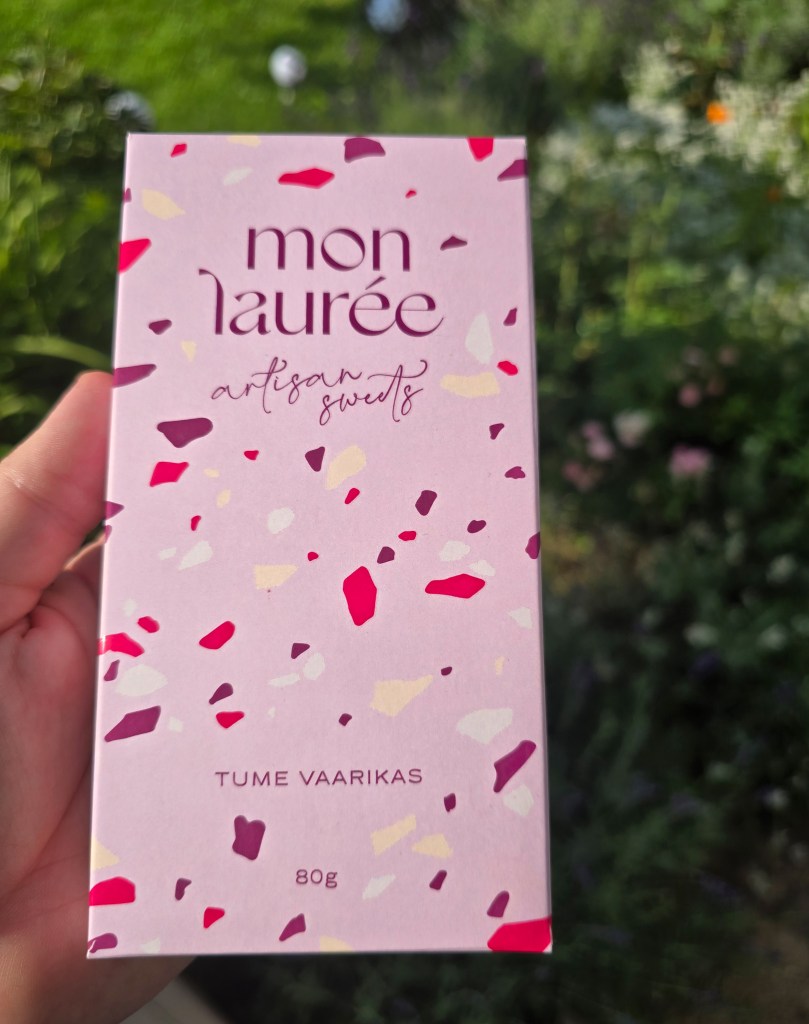 mon
laurée
artisan
sweets
TUME VAARIKAS
80g